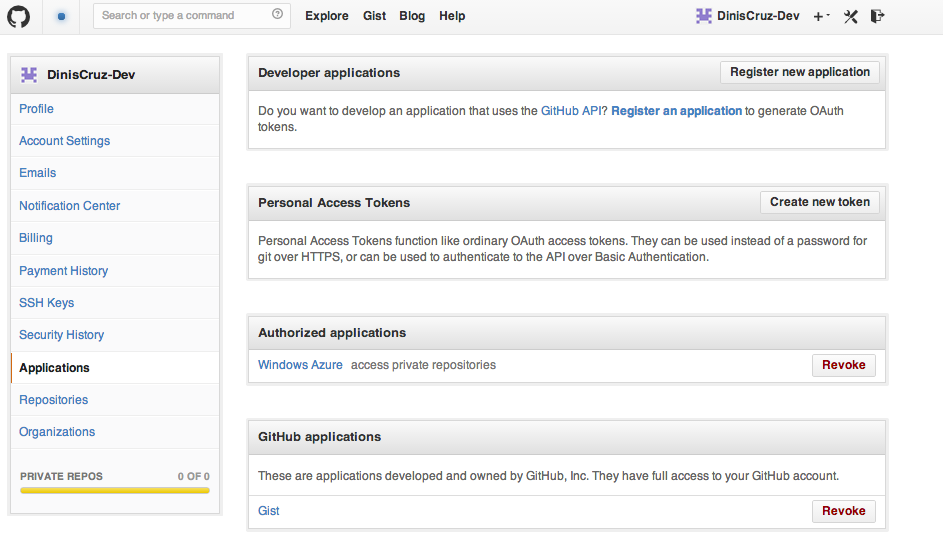 Search or type a command
Explore Gist Blog Help
DinisCruz-Dev
DinisCruz-Dev
Profile
Account Settings
Emails
Notification Center
Billing
Payment History
SSH Keys
Security History
Applications
Repositories
Organizations
PRIVATE REPOS 0 OF 0
Developer applications
Register new application
Do you want to develop an application that uses the GitHub API? Register an application to generate OAuth
tokens.
Personal Access Tokens
Create new token
Personal Access Tokens function like ordinary OAuth access tokens. They can be used instead of a password for
git over HTTPS, or can be used to authenticate to the API over Basic Authentication.
Authorized applications
Windows Azure access private repositories
Revoke
GitHub applications
These are applications developed and owned by GitHub, Inc. They have full access to your GitHub account.
Gist
Revoke